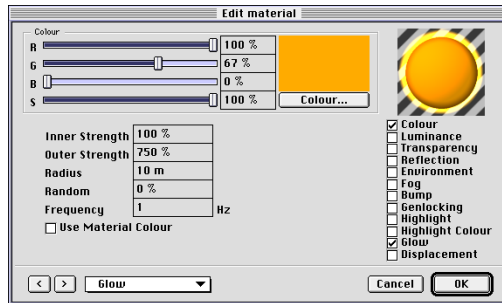 Edit material
Colour
R 100 %
G 67 %
B 0 %
S 100 % Colour...
Inner Strength 100 %
Outer Strength 750 %
Radius 10 m
Random 0 %
Frequency 1 Hz
Use Material Colour
Colour
Luminance
Transparency
Reflection
Environment
Fog
Bump
Genlocking
Highlight
Highlight Colour
Glow
Displacement
< > Glow Cancel OK